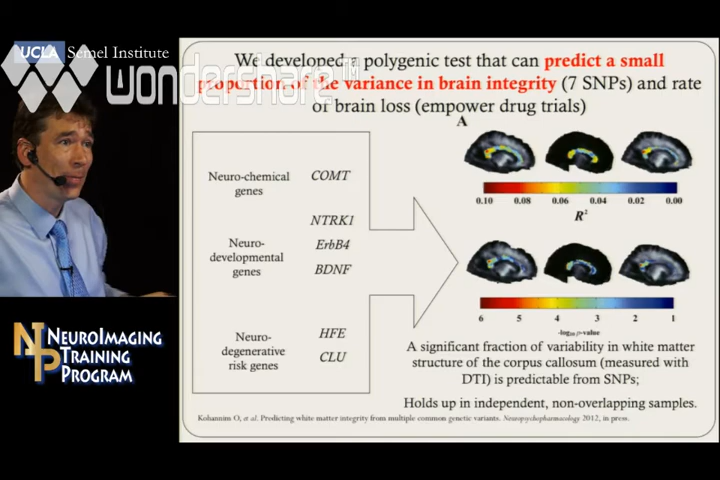 UCLA Semel Institute
wondershare™
We developed a polygenic test that can predict a small
proportion of the variance in brain integrity (7 SNPs) and rate
of brain loss (empower drug trials)
A
Neuro-chemical
genes
COMT
NTRK1
Neuro-
developmental
genes
ErbB4
BDNF
Neuro-
degenerative
risk genes
HFE
CLU
0.10 0.08 0.06 0.04 0.02 0.00
R²
6 5 4 3 2 1
-log₁₀ p-value
A significant fraction of variability in white matter
structure of the corpus callosum (measured with
DTI) is predictable from SNPs;
Holds up in independent, non-overlapping samples.
Kohannim O, et al. Predicting white matter integrity from multiple common genetic variants. Neuropsychopharmacology 2012, in press.
NTP
NEUROIMAGING
TRAINING
PROGRAM